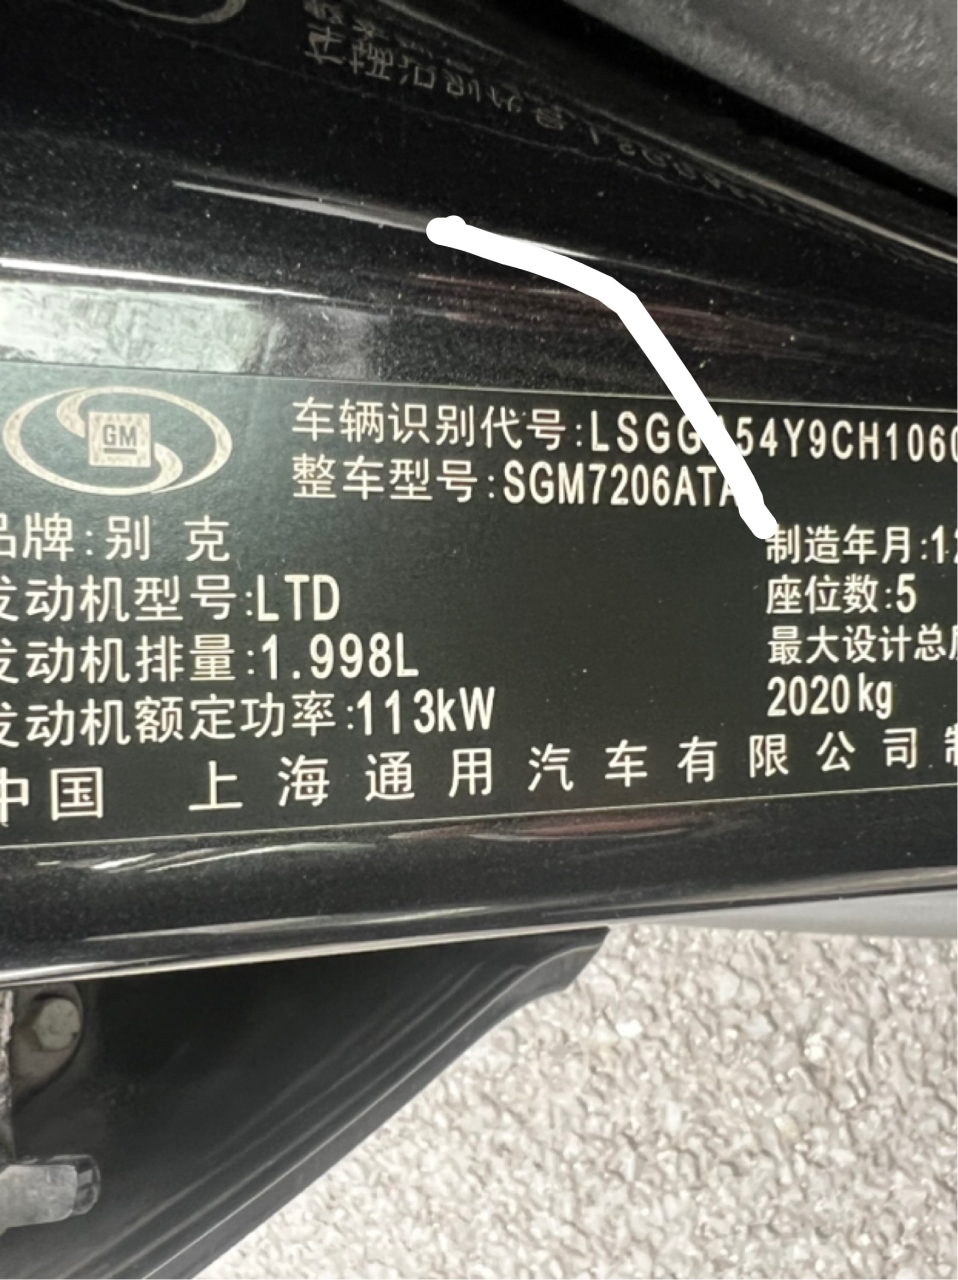 GM
车辆识别代号:LSGG 54Y9CH1060
整车型号:SGM7206ATA
品牌:别 克
发动机型号:LTD
发动机排量:1.998L
发动机额定功率:113kW
制造年月:12
座位数:5
最大设计总
2020kg
中国 上海通用汽车有限公司制